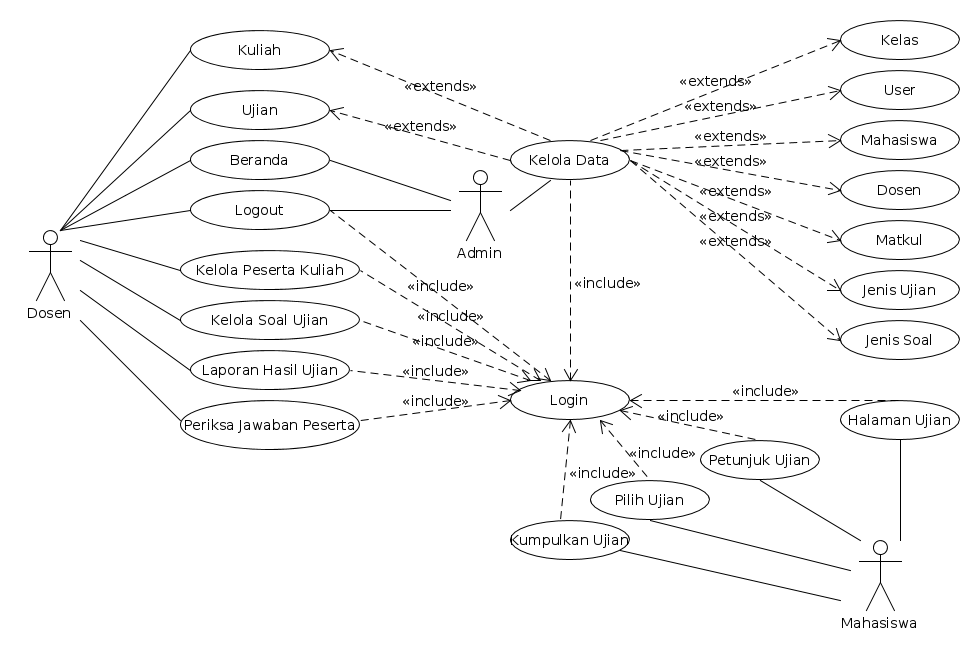 Kelas
Kuliah
«extends»
«extends»
User
«extends»
Ujian
«extends»
«extends»
Mahasiswa
Beranda
Kelola Data
«extends»
Dosen
«extends»
Logout
«extends»
Matkul
«extends»
Admin
Kelola Peserta Kuliah
«include»
«include»
Jenis Ujian
Dosen
Kelola Soal Ujian
«include»
«include»
Jenis Soal
Laporan Hasil Ujian
«include»
«include»
Login
«include»
Periksa Jawaban Peserta
«include»
Halaman Ujian
«include»
Petunjuk Ujian
«include»
Pilih Ujian
Kumpulkan Ujian
Mahasiswa